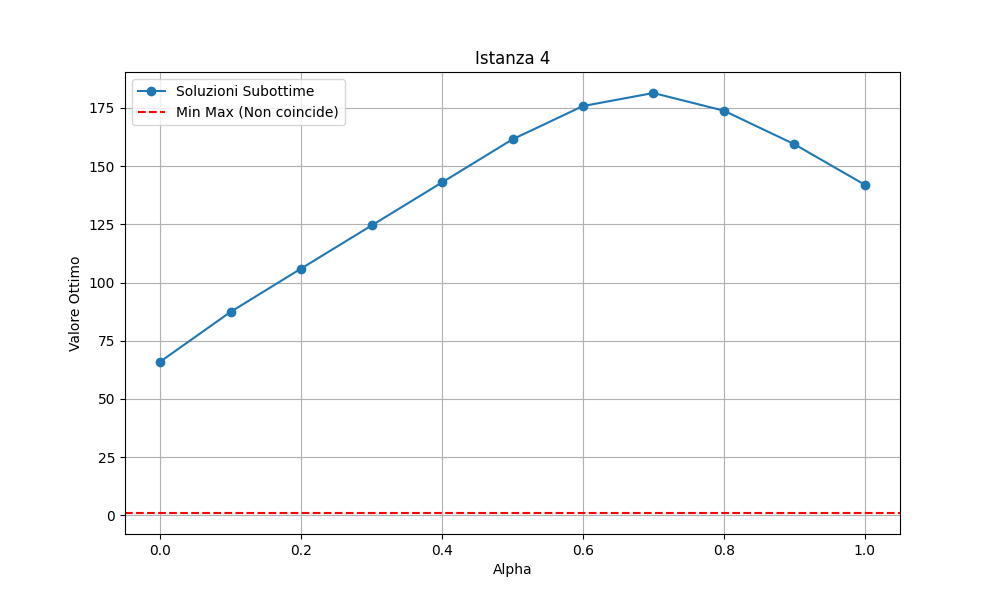 Istanza 4
Soluzioni Subottime
Min Max (Non coincide)
Valore Ottimo
175
150
125
100
75
50
25
0
0.0 0.2 0.4 0.6 0.8 1.0
Alpha